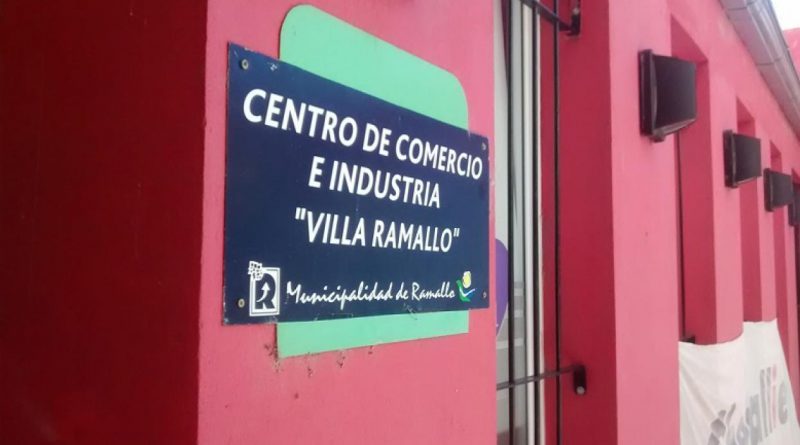 CENTRO DE COMERCIO
E INDUSTRIA
"VILLA RAMALLO"
R Municipalidad de Ramallo